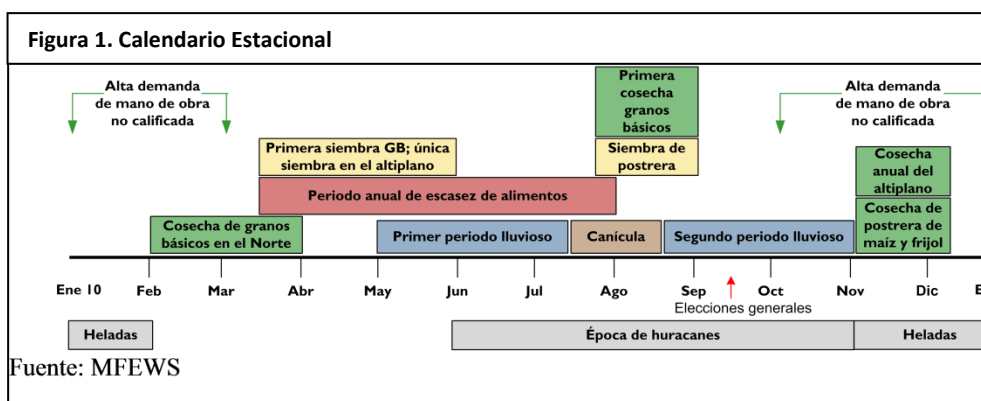 Figura 1. Calendario Estacional
Alta demanda
de mano de obra
no calificada
Primera
cosecha
granos
básicos
Alta demanda
de mano de obra
no calificada
Primera siembra GB; única
siembra en el altiplano
Siembra de
postrera
Cosecha
anual del
altiplano
Periodo anual de escasez de alimentos
Cosecha de granos
básicos en el Norte
Primer periodo lluvioso
Canícula
Segundo periodo lluvioso
Cosecha de
postrera de
maíz y frijol
Ene 10 Feb Mar Abr May Jun Jul Ago Sep Oct Nov Dic E
Elecciones generales
Heladas
Época de huracanes
Heladas
Fuente: MFEWS